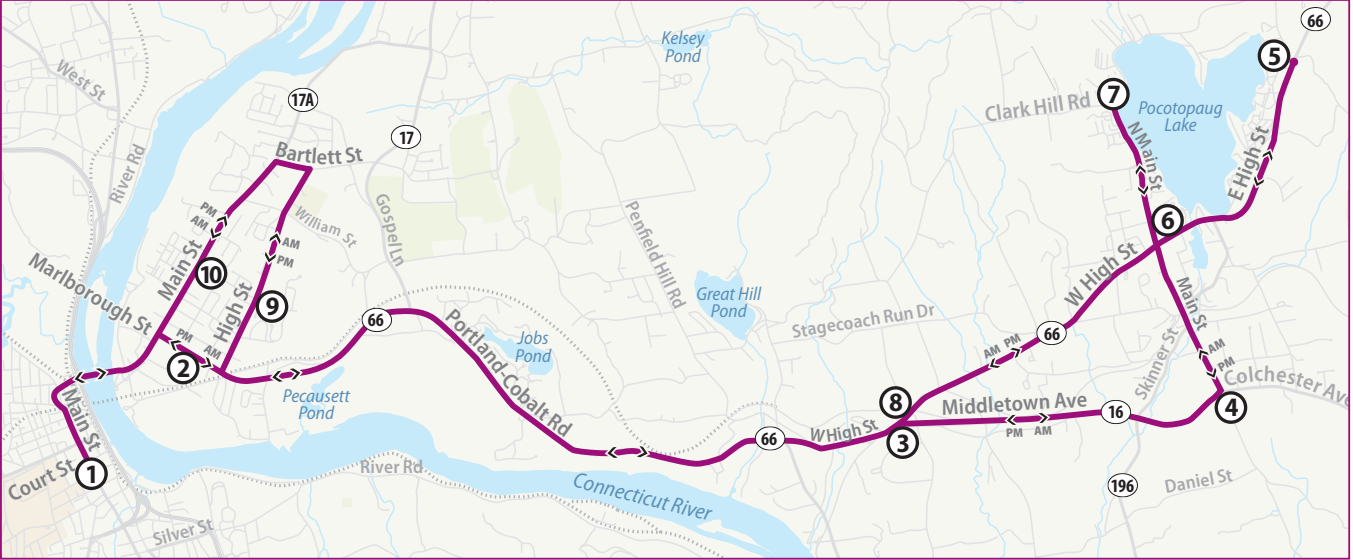 66
Kelsey
Pond
5
West St
17A
7
Clark Hill Rd
Pocotopaug
Lake
17
Bartlett St
River Rd
N Main St
E High St
PM
AM
William St
Gospel Ln
Penfield Hill Rd
6
AM
PM
Main St
10
Marlborough St
High St
9
W High St
Great Hill
Pond
Main St
66
Portland-Cobalt Rd
Stagecoach Run Dr
66
PM
AM
2
Jobs
Pond
AM PM
Skinner St
AM
PM
Colchester Ave
Pecausett
Pond
8
Middletown Ave
16
4
Main St
W High St
3
PM
AM
66
1
Court St
River Rd
Connecticut River
196
Daniel St
Silver St